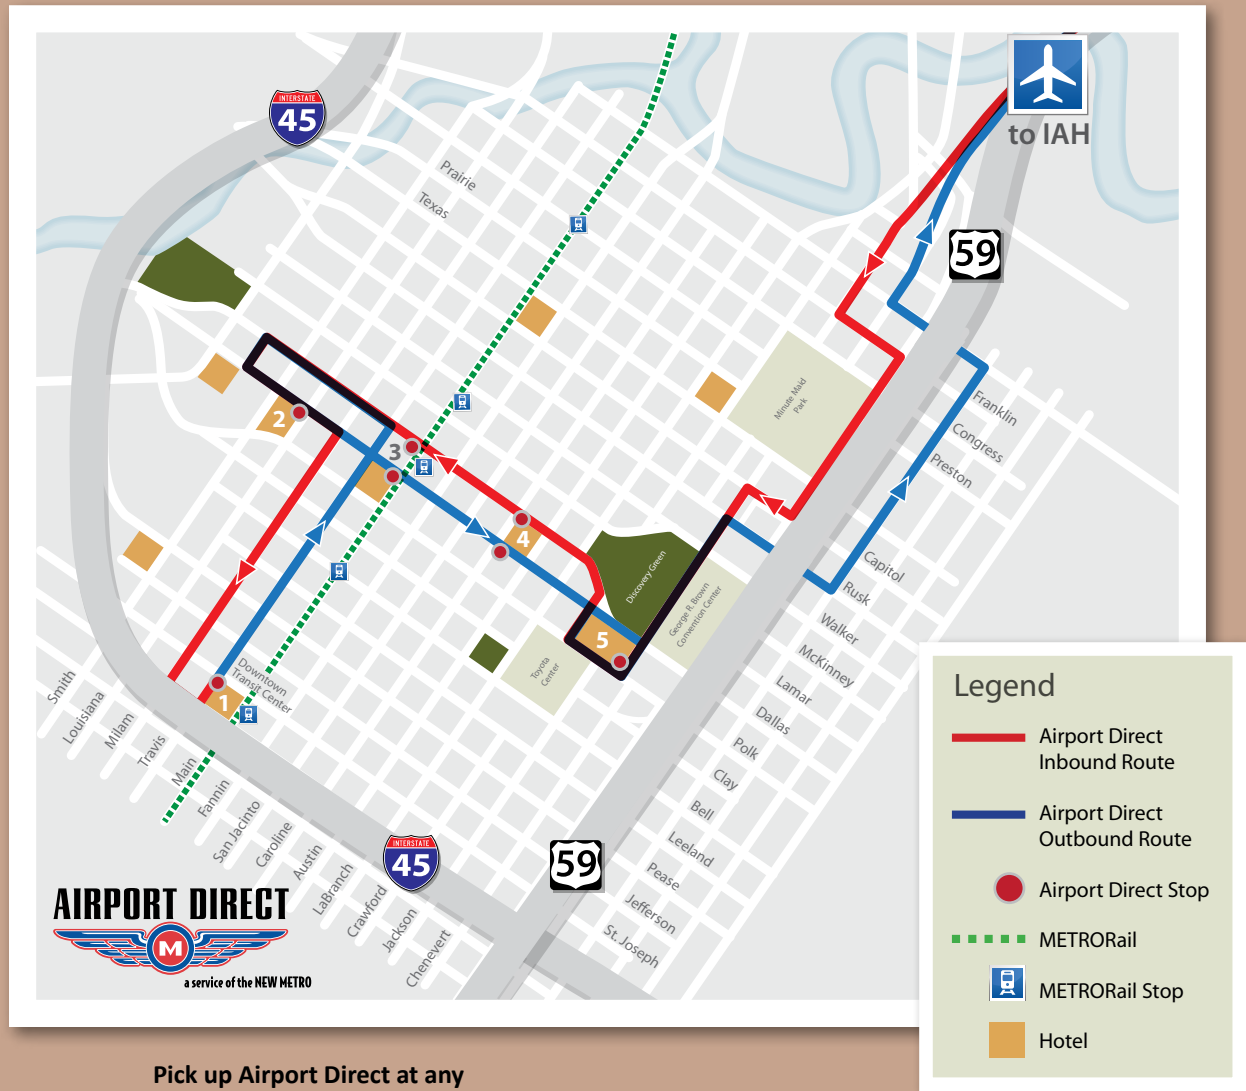 INTERSTATE
45
to IAH
Prairie
Texas
59
2
3
4
5
1
Minute Maid
Park
Discovery Green
George R. Brown
Convention Center
Toyota
Center
Downtown
Transit Center
Franklin
Congress
Preston
Capitol
Rusk
Walker
McKinney
Lamar
Dallas
Polk
Clay
Bell
Leeland
Pease
Jefferson
St. Joseph
Smith
Louisiana
Milam
Travis
Main
Fannin
San Jacinto
Caroline
Austin
LaBranch
Crawford
Jackson
Chenevert
INTERSTATE
45
59
AIRPORT DIRECT
M
a service of the NEW METRO
Legend
Airport Direct
Inbound Route
Airport Direct
Outbound Route
Airport Direct Stop
METRORail
METRORail Stop
Hotel
Pick up Airport Direct at any